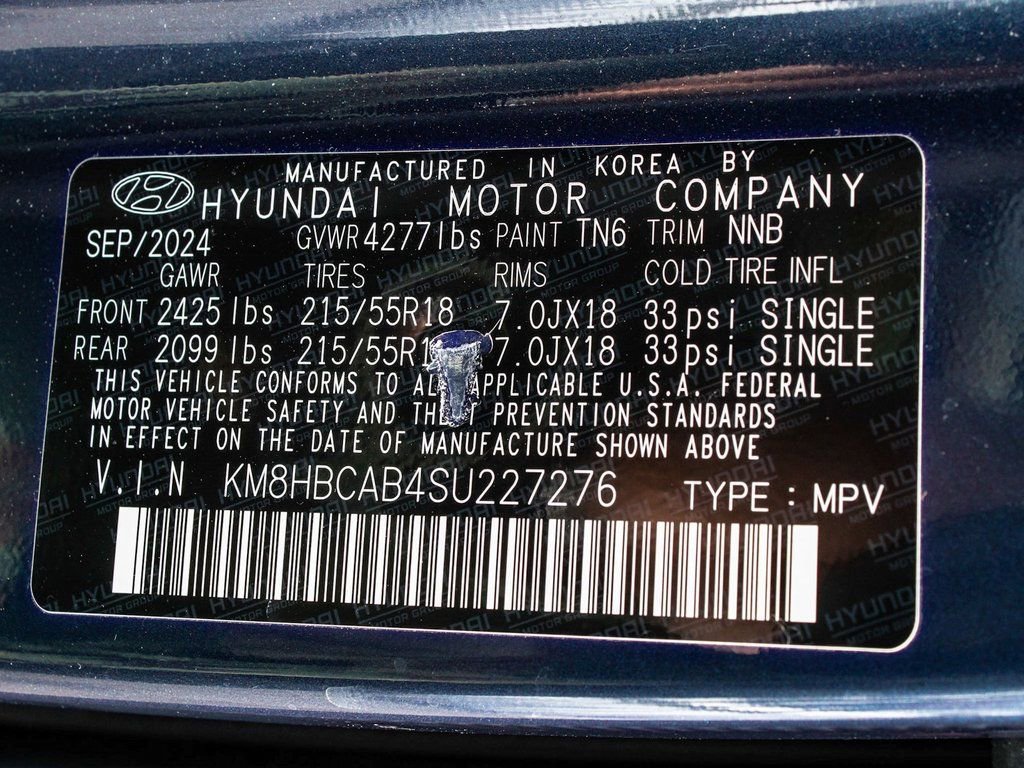 MANUFACTURED IN KOREA BY
HYUNDAI MOTOR COMPANY
SEP/2024 GVWR 4277lbs PAINT TN6 TRIM NNB
GAWR TIRES RIMS COLD TIRE INFL
FRONT 2425 lbs 215/55R18 7.0JX18 33psi SINGLE
REAR 2099 lbs 215/55R1 7.0JX18 33psi SINGLE
THIS VEHICLE CONFORMS TO APPLICABLE U.S.A. FEDERAL
MOTOR VEHICLE SAFETY AND PREVENTION STANDARDS
IN EFFECT ON THE DATE OF MANUFACTURE SHOWN ABOVE
V.I.N KM8HBCAB4SU227276 TYPE : MPV